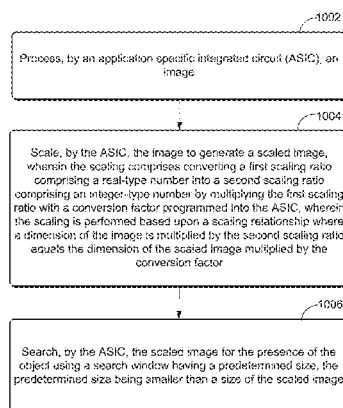 1002
Process, by an application specific integrated circuit (ASIC), an
image
1004
Scale, by the ASIC, the image to generate a scaled image,
wherein the scaling comprises converting a first scaling ratio
comprising a real-type number into a second scaling ratio
comprising an integer-type number by multiplying the first scaling
ratio with a conversion factor programmed into the ASIC, wherein
the scaling is performed based upon a scaling relationship where
a dimension of the image is multiplied by the second scaling ratio
equals the dimension of the scaled image multiplied by the
conversion factor
1006
Search, by the ASIC, the scaled image for the presence of the
object using a search window having a predetermined size, the
predetermined size being smaller than a size of the scaled image